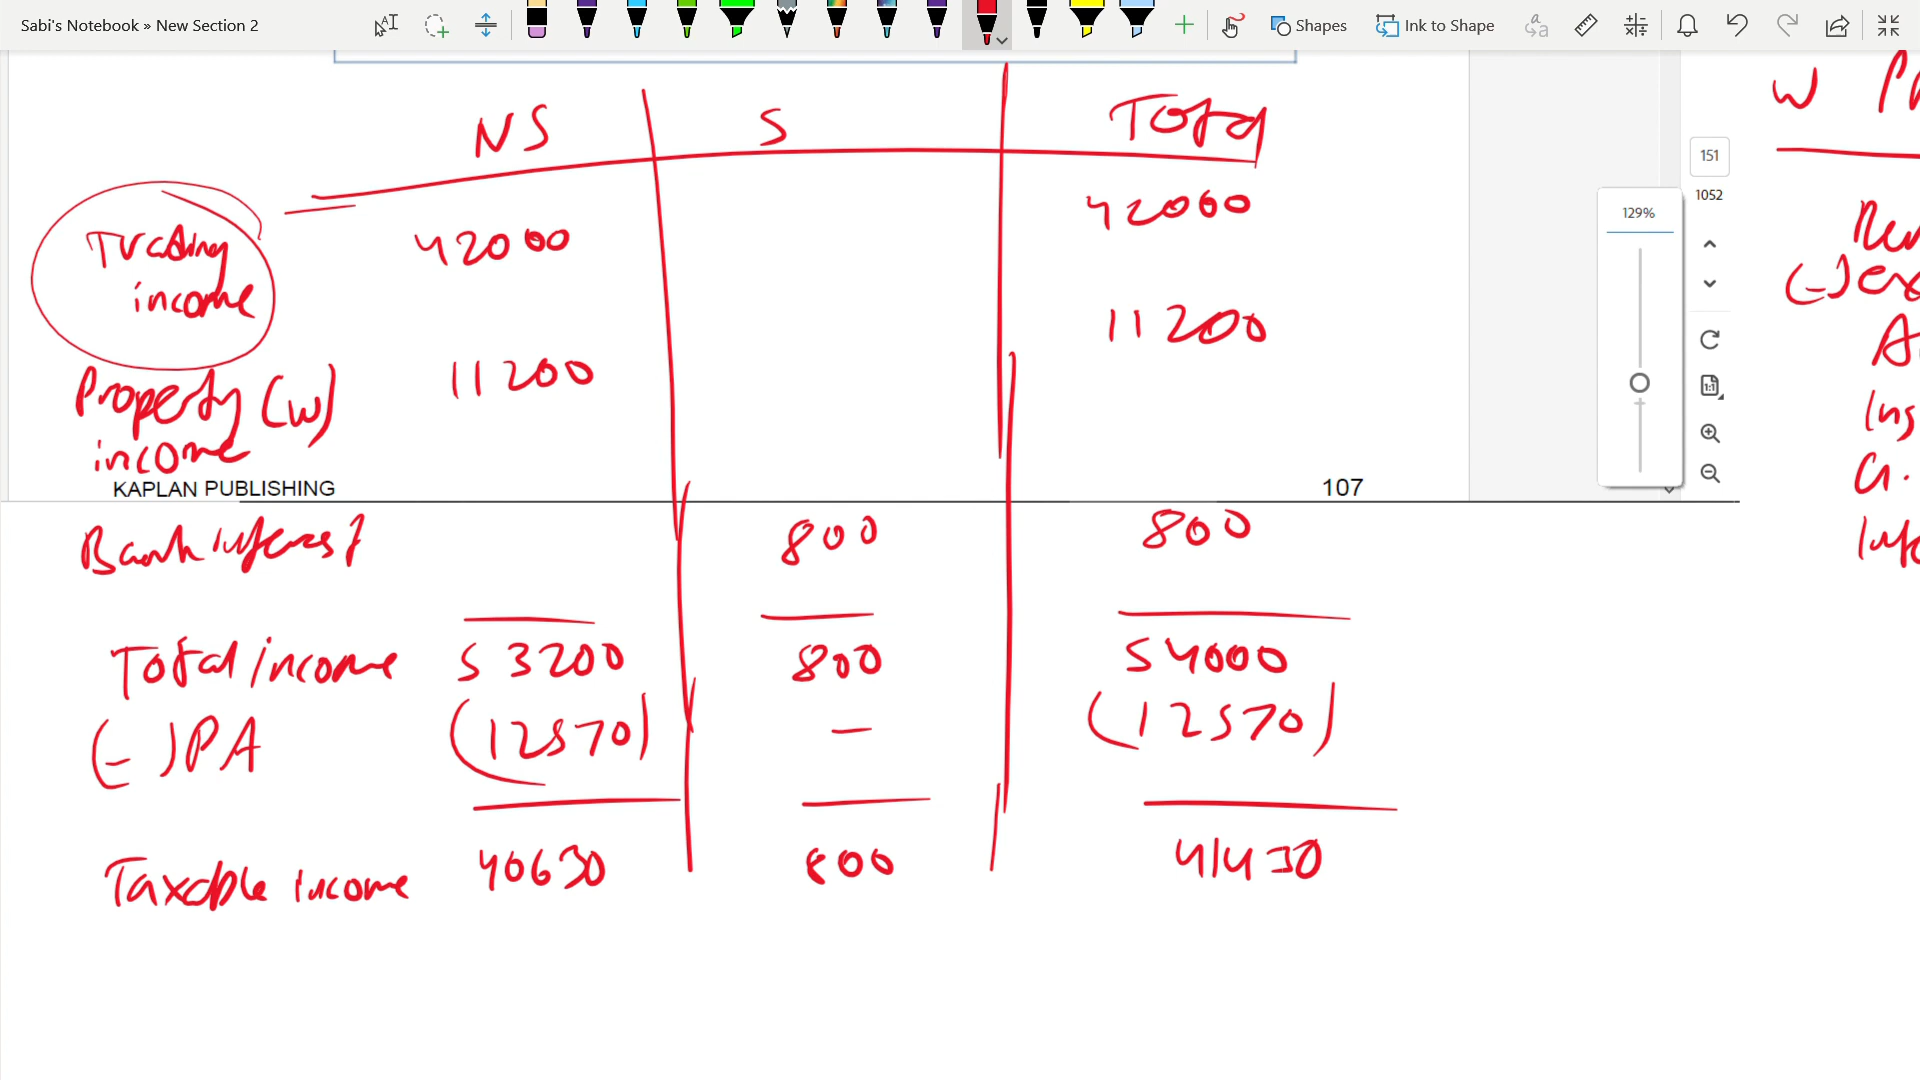 Sabi's Notebook » New Section 2
Shapes
Ink to Shape
NS S Total
W
151
1052
129%
Trading income 42000 42000
Property (W) income 11200 11200
KAPLAN PUBLISHING 107
Bank interest 800 800
Total income 53200 800 54000
(-) PA (12570) - (12570)
Taxable income 40630 800 41430
(-) ex